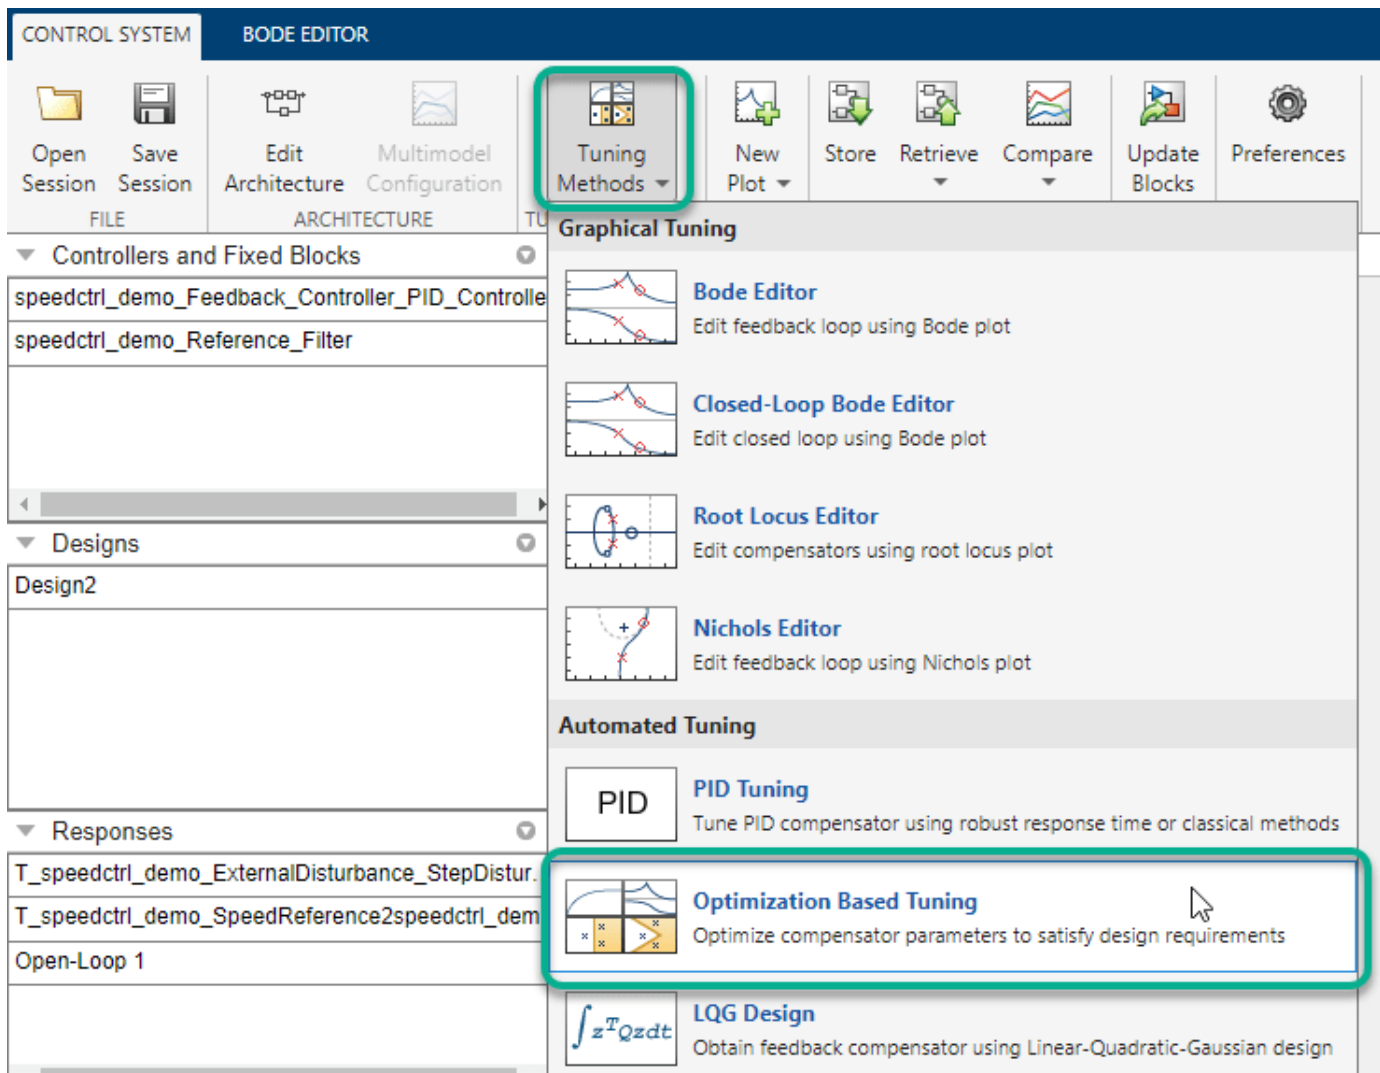 CONTROL SYSTEM
BODE EDITOR
Open Session
Save Session
Edit Architecture
Multimodel Configuration
Tuning Methods
New Plot
Store
Retrieve
Compare
Update Blocks
Preferences
FILE
ARCHITECTURE
TU
Controllers and Fixed Blocks
speedctrl_demo_Feedback_Controller_PID_Controlle
speedctrl_demo_Reference_Filter
Designs
Design2
Responses
T_speedctrl_demo_ExternalDisturbance_StepDistur.
T_speedctrl_demo_SpeedReference2speedctrl_dem
Open-Loop 1
Graphical Tuning
Bode Editor
Edit feedback loop using Bode plot
Closed-Loop Bode Editor
Edit closed loop using Bode plot
Root Locus Editor
Edit compensators using root locus plot
Nichols Editor
Edit feedback loop using Nichols plot
Automated Tuning
PID
PID Tuning
Tune PID compensator using robust response time or classical methods
Optimization Based Tuning
Optimize compensator parameters to satisfy design requirements
∫zᵀQzdt
LQG Design
Obtain feedback compensator using Linear-Quadratic-Gaussian design